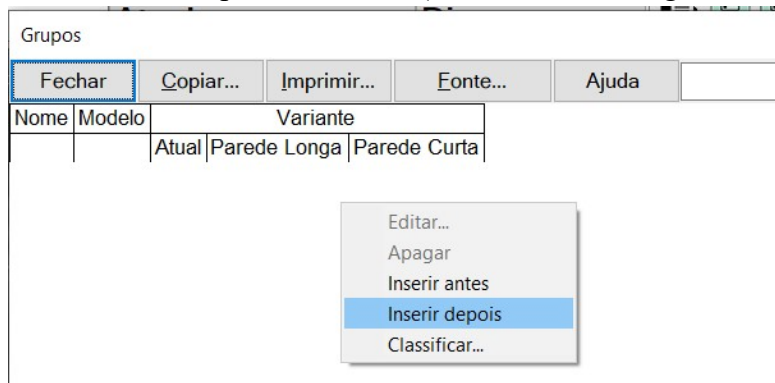 Grupos
Fechar Copiar... Imprimir... Fonte... Ajuda
Nome Modelo Variante
Atual Parede Longa Parede Curta
Editar...
Apagar
Inserir antes
Inserir depois
Classificar...